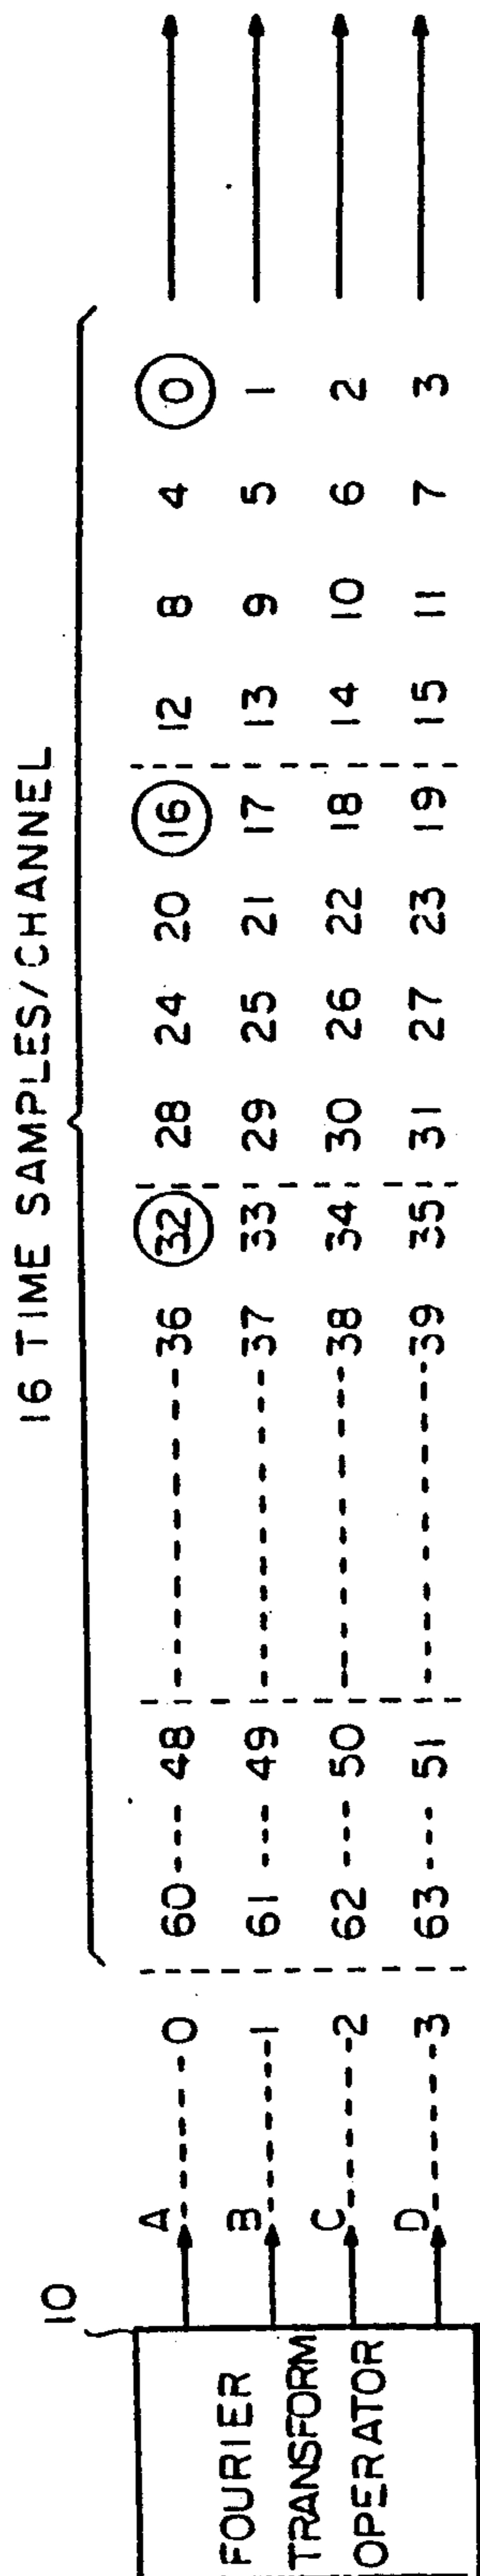 16 TIME SAMPLES/CHANNEL
10
FOURIER
TRANSFORM
OPERATOR
A------0 60---48 --------36 32 28 24 20 16 12 8 4 0
B-------1 61 ---49 --------37 33 29 25 21 17 13 9 5 1
C-------2 62 ---50 --------38 34 30 26 22 18 14 10 6 2
D------3 63---51 --------39 35 31 27 23 19 15 11 7 3